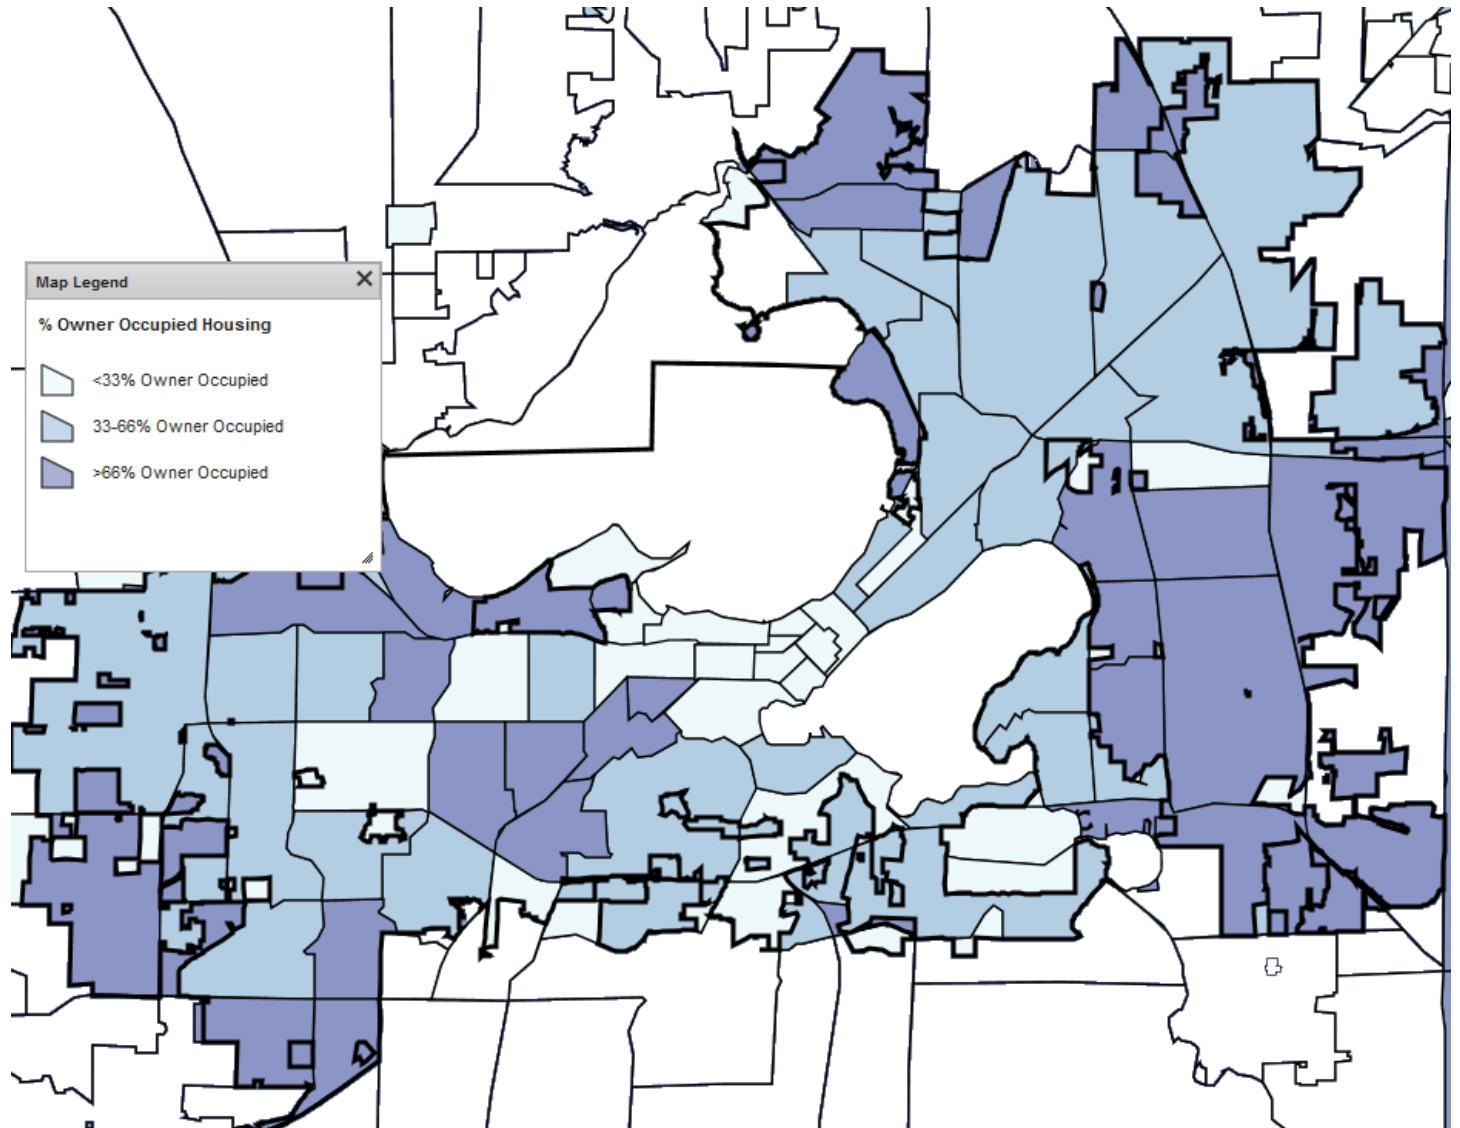 Map Legend
% Owner Occupied Housing
<33% Owner Occupied
33-66% Owner Occupied
>66% Owner Occupied